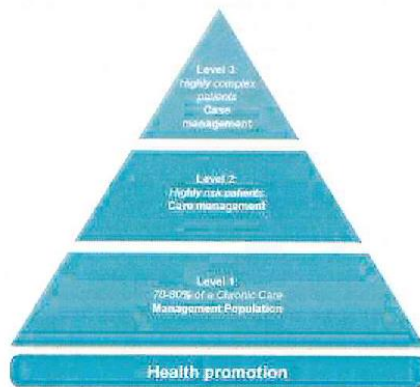 Level 3:
Highly complex
patients
Case
management
Level 2:
Highly risk patients
Care management
Level 1:
70-80% of a Chronic Care
Management Population
Health promotion